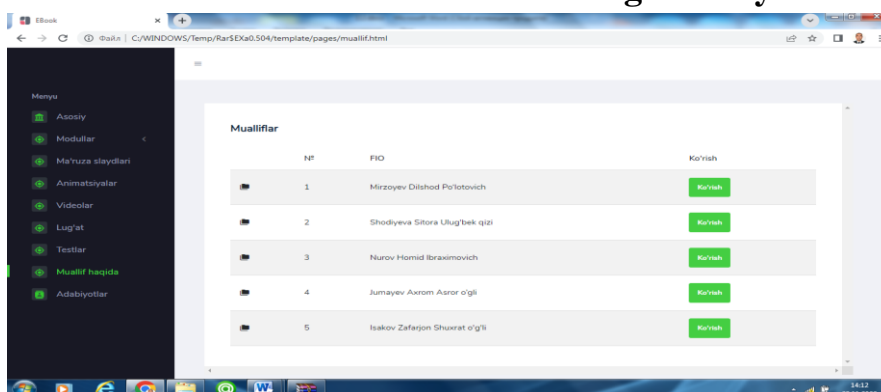 EBook
Файл
C:/WINDOWS/Temp/Rar$EXa0.504/template/pages/muallif.html
Menyu
Asosiy
Modullar
Ma'ruza slaydlari
Animatsiyalar
Videolar
Lug'at
Testlar
Muallif haqida
Adabiyotlar
Mualliflar
№ FIO Ko'rish
1 Mirzoyev Dilshod Po'lotovich Ko'rish
2 Shodiyeva Sitora Ulug'bek qizi Ko'rish
3 Nurov Homid Ibraximovich Ko'rish
4 Jumayev Axrom Asror o'gli Ko'rish
5 Isakov Zafarjon Shuxrat o'g'li Ko'rish
14:12